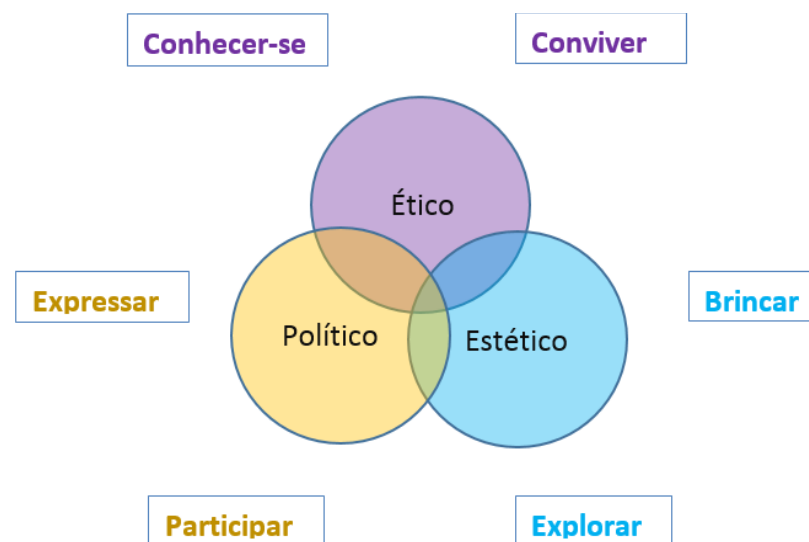 Conhecer-se
Conviver
Ético
Expressar
Brincar
Político
Estético
Participar
Explorar